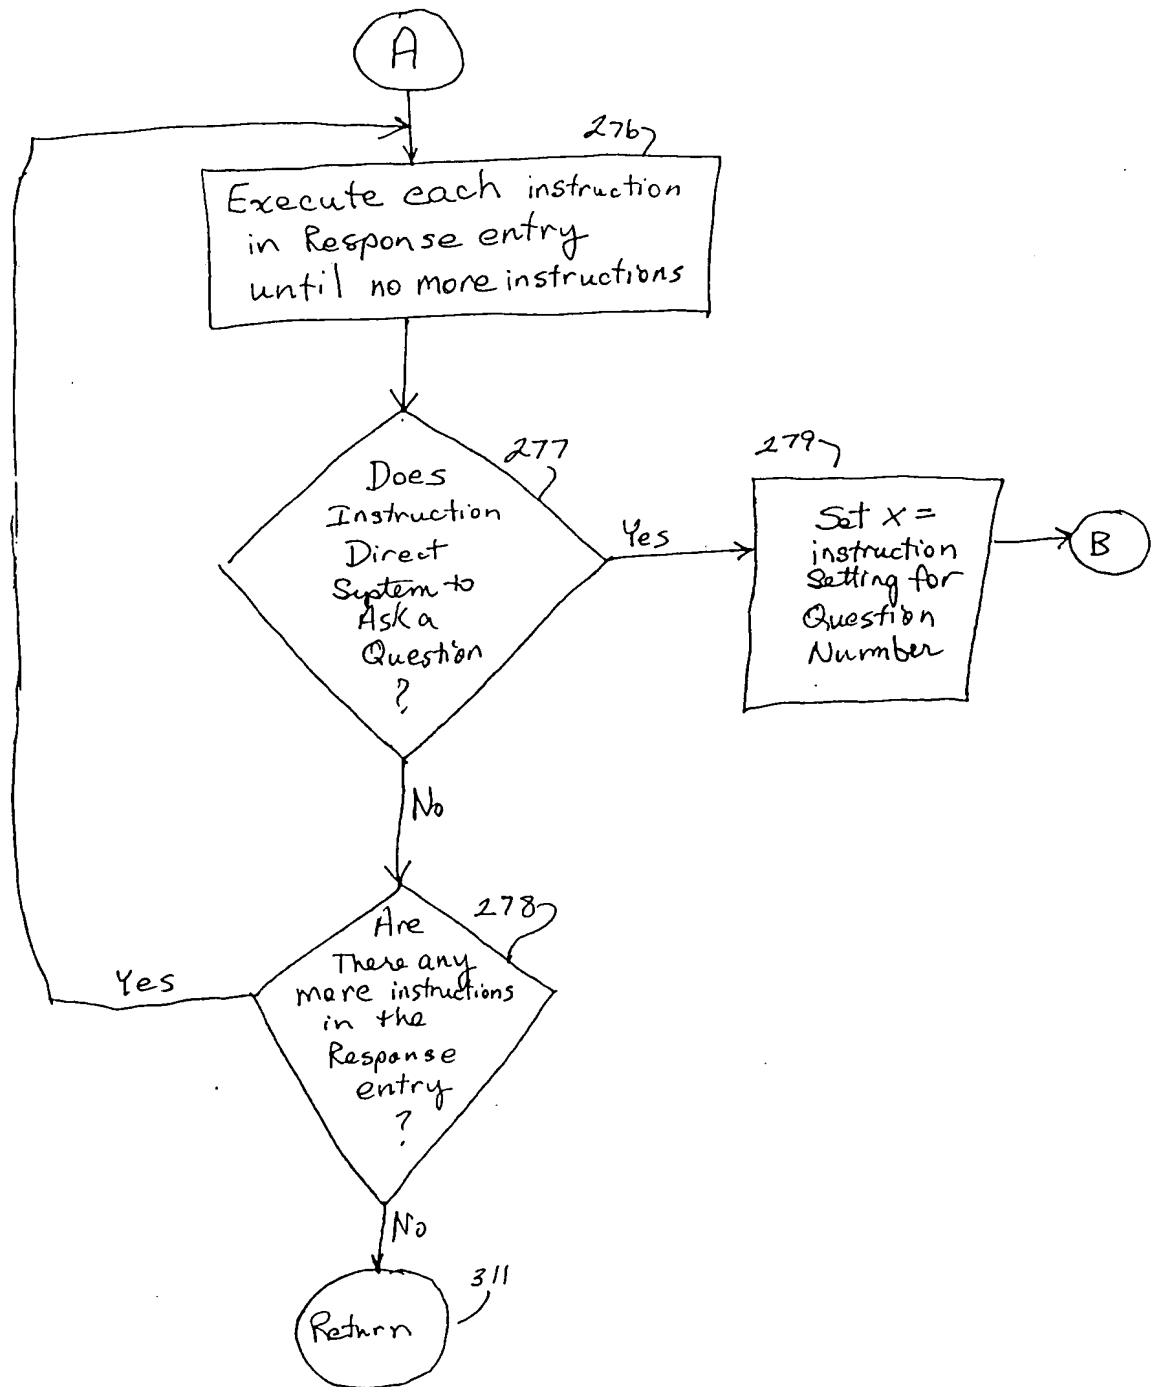 A
276
Execute each instruction
in Response entry
until no more instructions
277
Does
Instruction
Direct
System to
Ask a
Question
?
Yes
279
Set x =
instruction
Setting for
Question
Number
B
No
278
Are
There any
more instructions
in the
Response
entry
?
Yes
No
Return
311